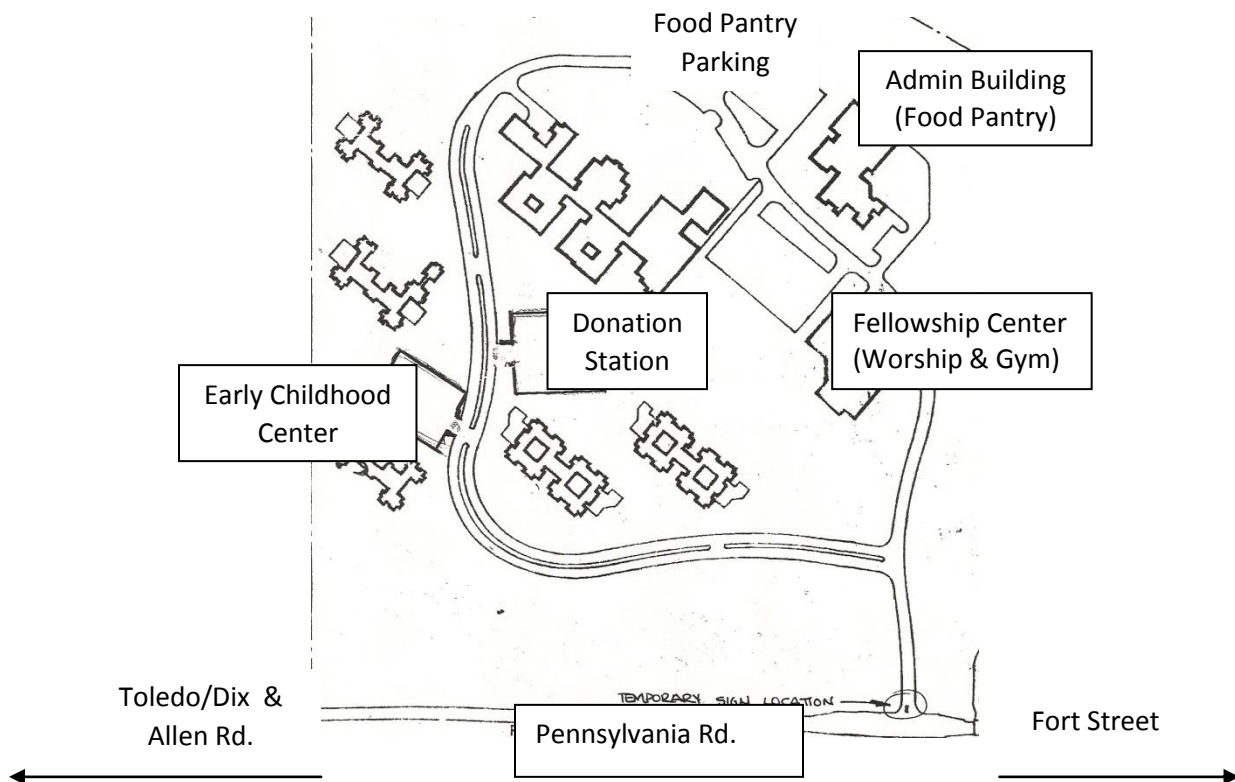 Food Pantry
Parking
Admin Building
(Food Pantry)
Donation
Station
Fellowship Center
(Worship & Gym)
Early Childhood
Center
TEMPORARY SIGN LOCATION
Toledo/Dix &
Allen Rd.
Pennsylvania Rd.
Fort Street